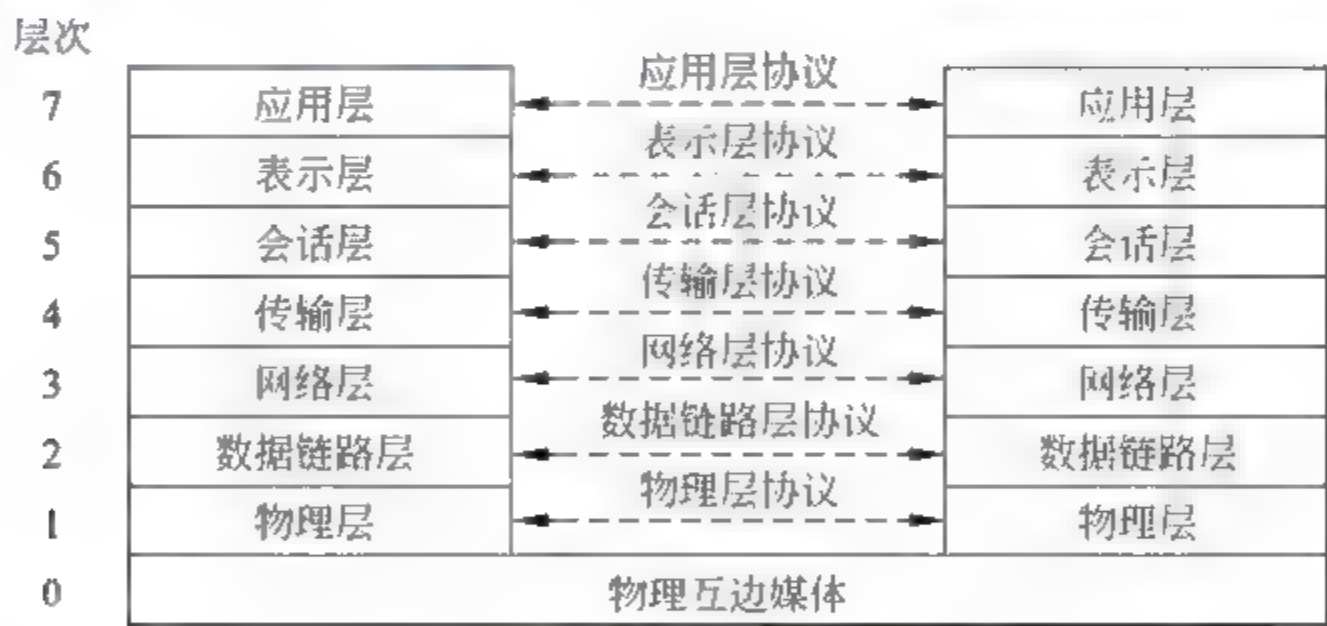 层次
应用层协议
7 应用层 应用层
表示层协议
6 表示层 表示层
会话层协议
5 会话层 会话层
传输层协议
4 传输层 传输层
网络层协议
3 网络层 网络层
数据链路层协议
2 数据链路层 数据链路层
物理层协议
1 物理层 物理层
0 物理互边媒体